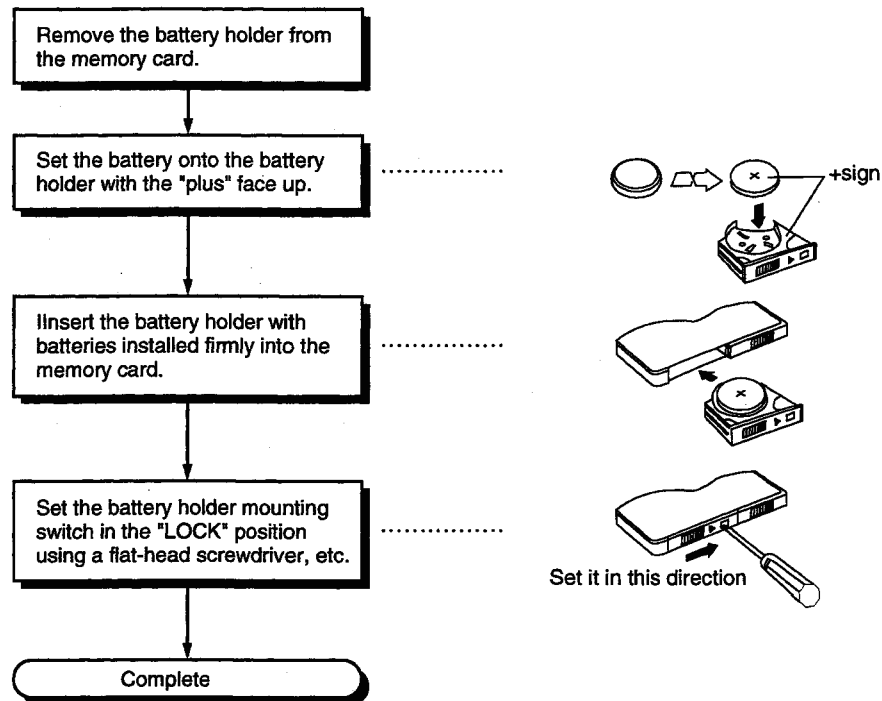 Remove the battery holder from
the memory card.
Set the battery onto the battery
holder with the "plus" face up.
+sign
IInsert the battery holder with
batteries installed firmly into the
memory card.
Set the battery holder mounting
switch in the "LOCK" position
using a flat-head screwdriver, etc.
Set it in this direction
Complete